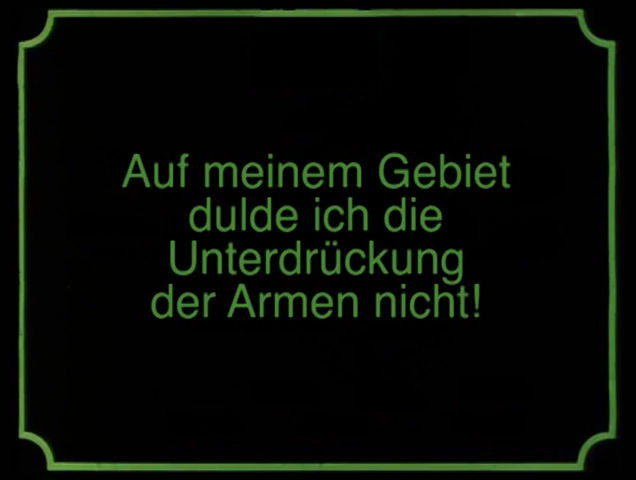 Auf meinem Gebiet
dulde ich die
Unterdrückung
der Armen nicht!